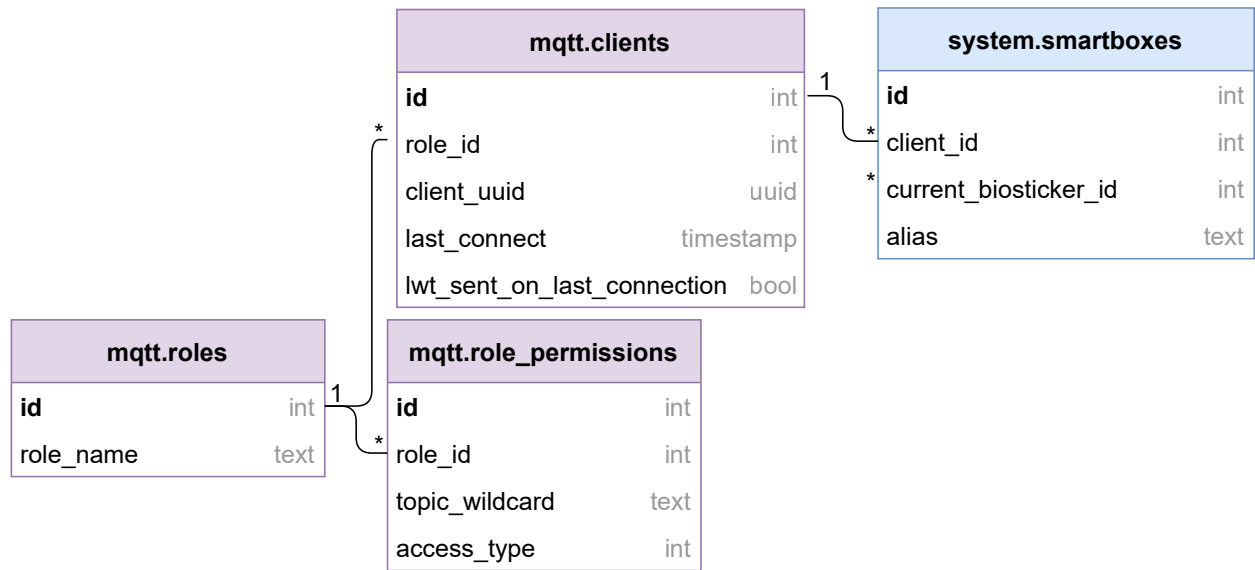 mqtt.clients
id int
role_id int
client_uuid uuid
last_connect timestamp
lwt_sent_on_last_connection bool
1
*
*
*
system.smartboxes
id int
client_id int
current_biosticker_id int
alias text
mqtt.roles
id int
role_name text
1
*
mqtt.role_permissions
id int
role_id int
topic_wildcard text
access_type int